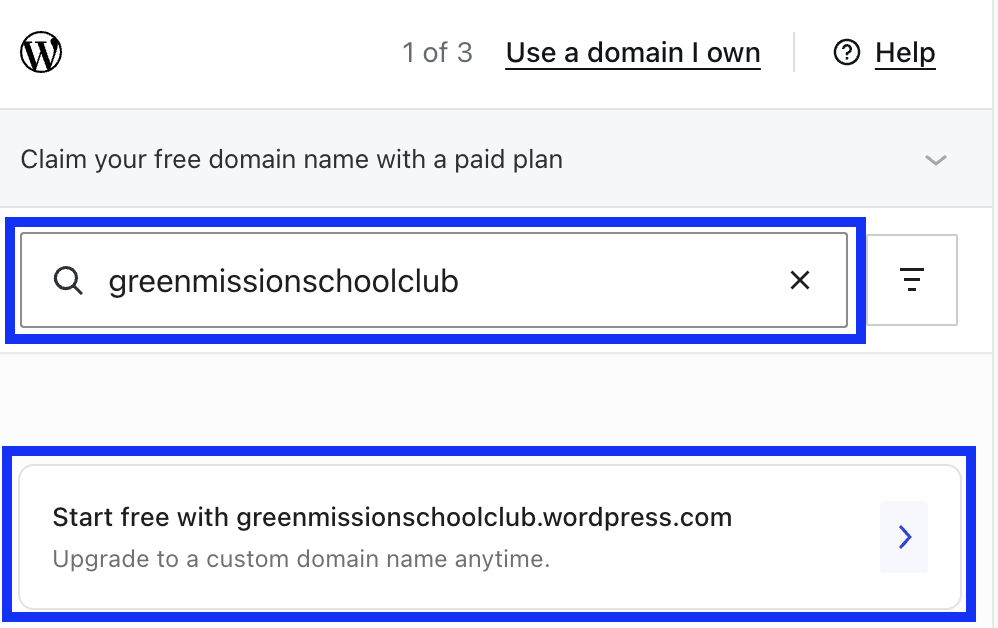 1 of 3 Use a domain I own Help
Claim your free domain name with a paid plan
greenmissionschoolclub
Start free with greenmissionschoolclub.wordpress.com
Upgrade to a custom domain name anytime.